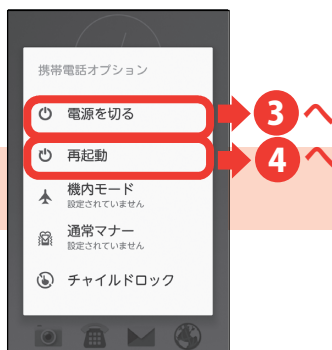 携帯電話オプション
電源を切る
3へ
再起動
4へ
機内モード
設定されていません
通常マナー
設定されていません
チャイルドロック